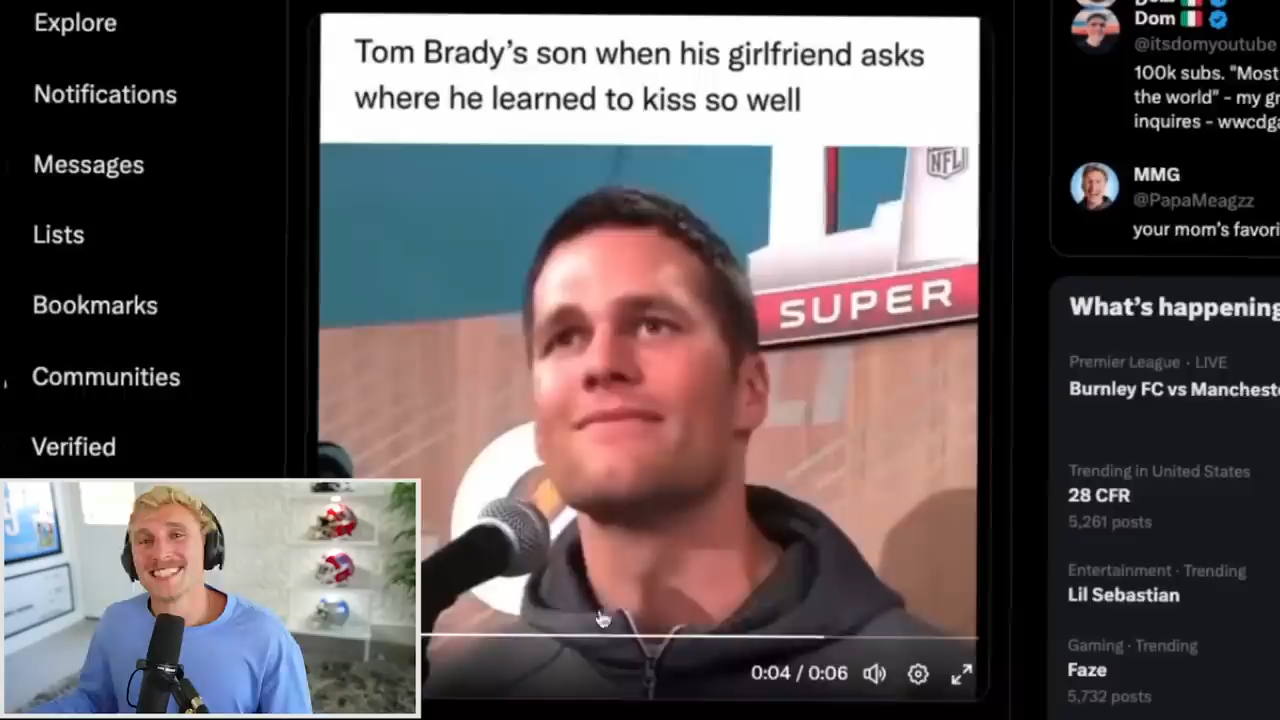 Explore
Notifications
Messages
Lists
Bookmarks
Communities
Verified
Tom Brady's son when his girlfriend asks
where he learned to kiss so well
NFL
SUPER
0:04 / 0:06
Dom
@itsdomyoutube
100k subs. "Most
the world" - my gr
inquires - wwcdga
MMG
@PapaMeagzz
your mom's favori
What's happening
Premier League · LIVE
Burnley FC vs Manchest
Trending in United States
28 CFR
5,261 posts
Entertainment · Trending
Lil Sebastian
Gaming · Trending
Faze
5,732 posts